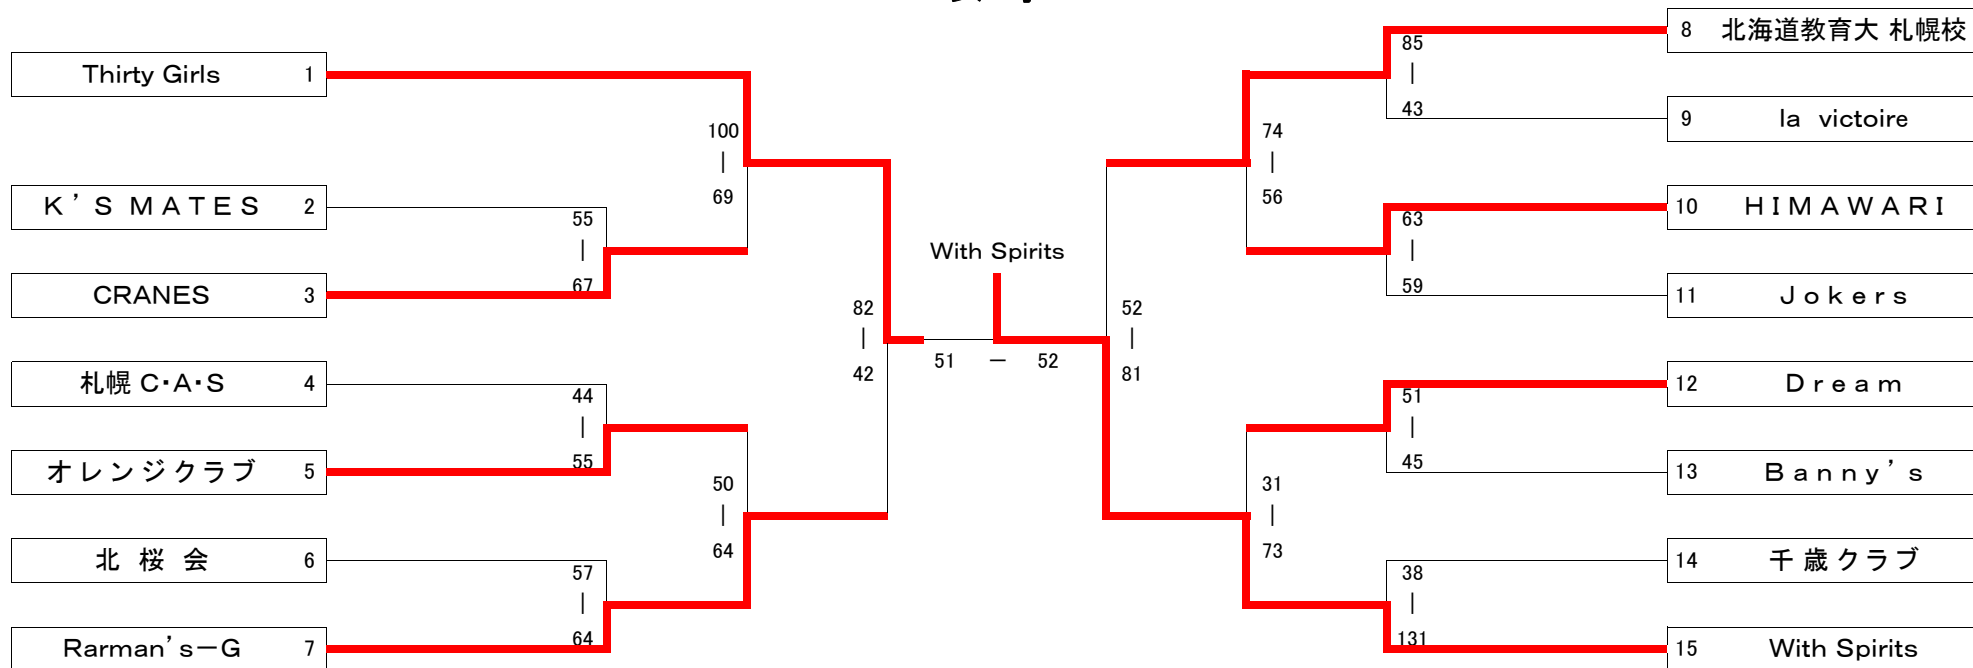 Thirty Girls 1
K'S MATES 2
CRANES 3
札幌 C・A・S 4
オレンジクラブ 5
北 桜 会 6
Rarman's－G 7
55
|
67
44
|
55
57
|
64
100
|
69
50
|
64
82
|
42
With Spirits
51 － 52
52
|
81
74
|
56
31
|
73
85
|
43
63
|
59
51
|
45
38
|
131
8 北海道教育大 札幌校
9 la victoire
10 HIMAWARI
11 Jokers
12 Dream
13 Banny's
14 千歳クラブ
15 With Spirits